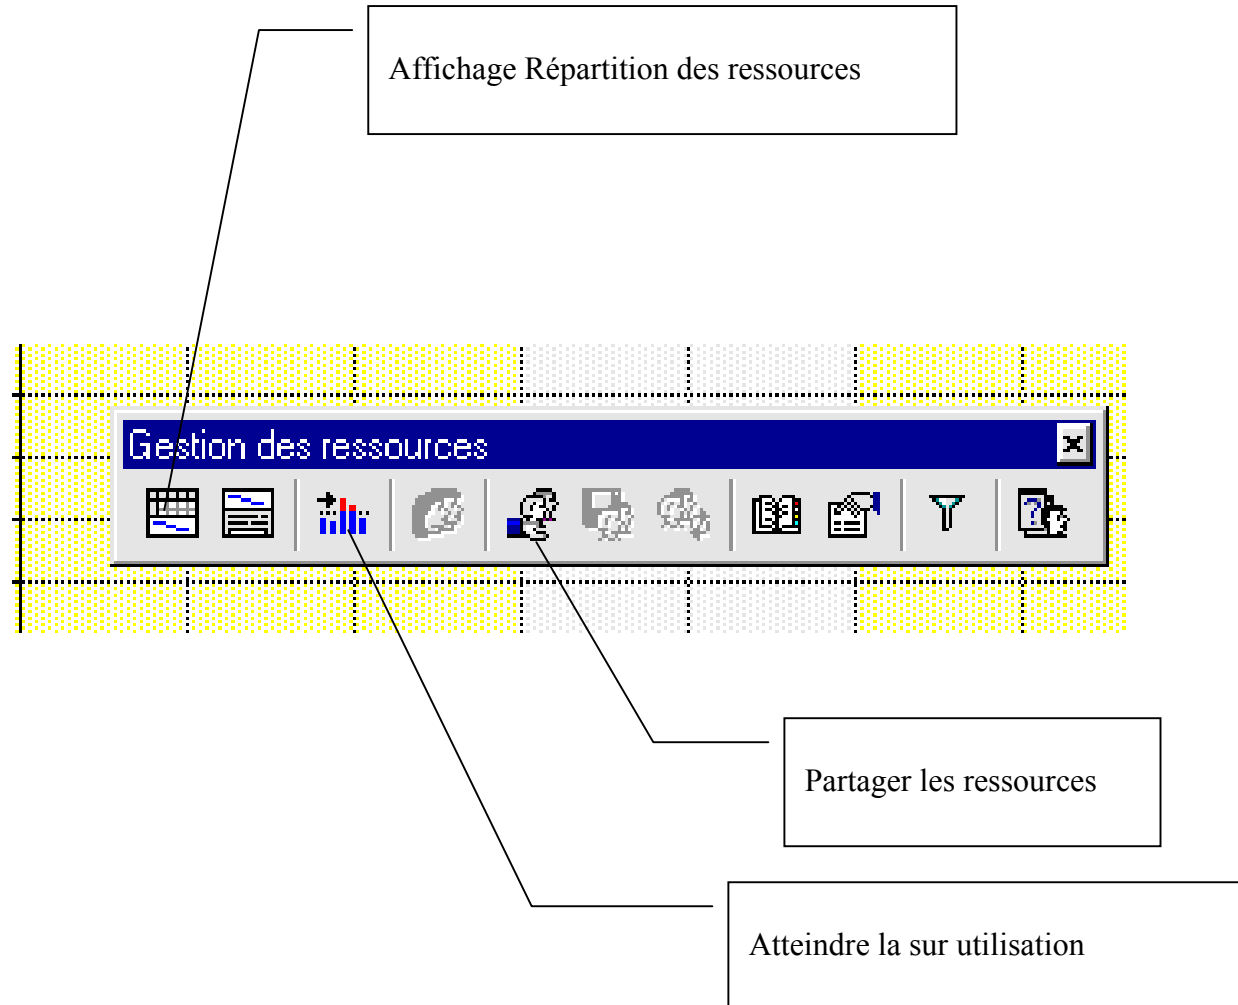 Affichage Répartition des ressources
Gestion des ressources
Partager les ressources
Atteindre la sur utilisation